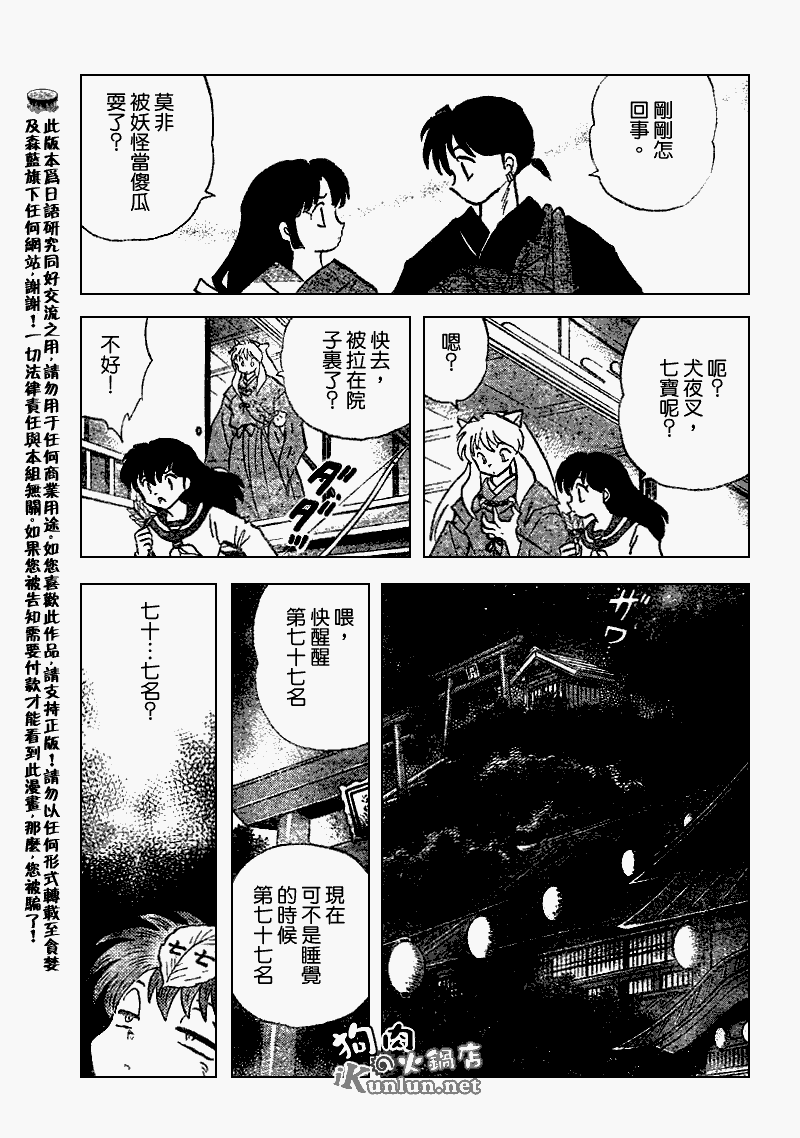 剛剛怎
回事。
莫非
被妖怪當傻瓜
耍了？
呃？
犬夜叉，
七寶呢？
嗯？
快去，
被拉在院
子裏了？
ダッ
ダッ
不好！
ザワ
喂，
快醒醒
第七十七名
現在
可不是睡覺
的時候
第七十七名
七十…七名？
七七
此版本爲日語研究同好交流之用，請勿用于任何商業用途。如您喜歡此作品，請支持正版！請勿以任何形式轉載至貪婪
及森藍旗下任何網站，謝謝！一切法律責任與本組無關。如果您被告知需要付款才能看到此漫畫，那麼，您被騙了！
狗肉の火鍋店
iKunlun.net